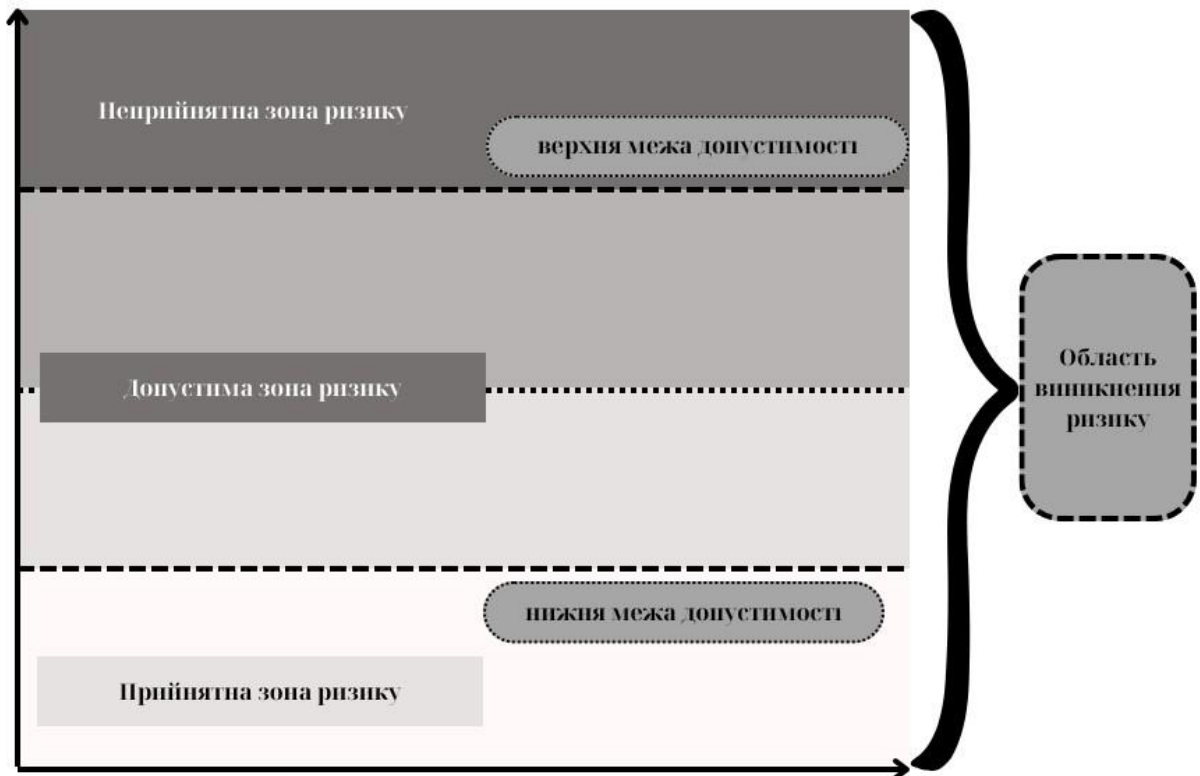 Неприйнятна зона ризику
верхня межа допустимості
Допустима зона ризику
нижня межа допустимості
Прийнятна зона ризику
Область
виникнення
ризику